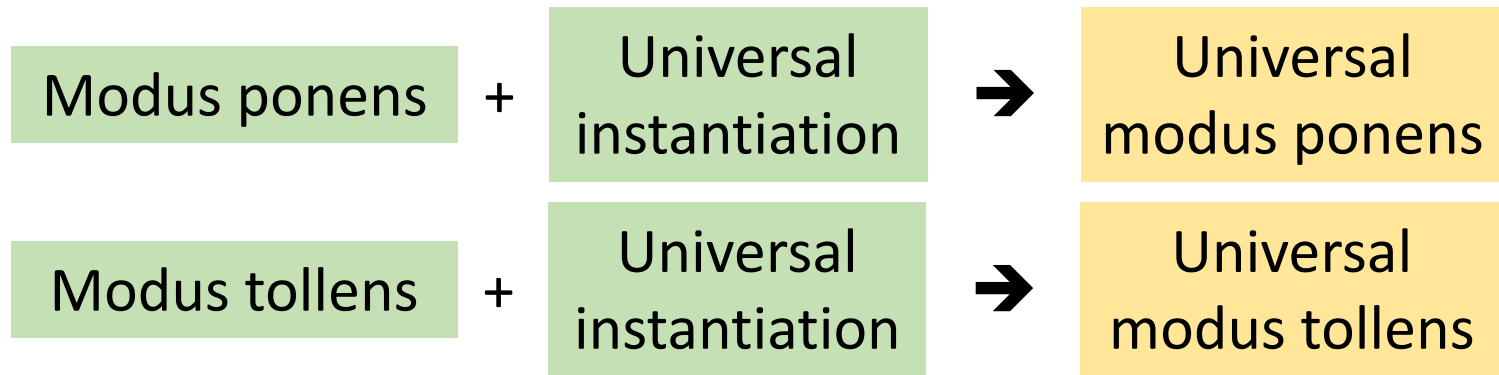 Modus ponens + Universal instantiation ➔ Universal modus ponens
Modus tollens + Universal instantiation ➔ Universal modus tollens